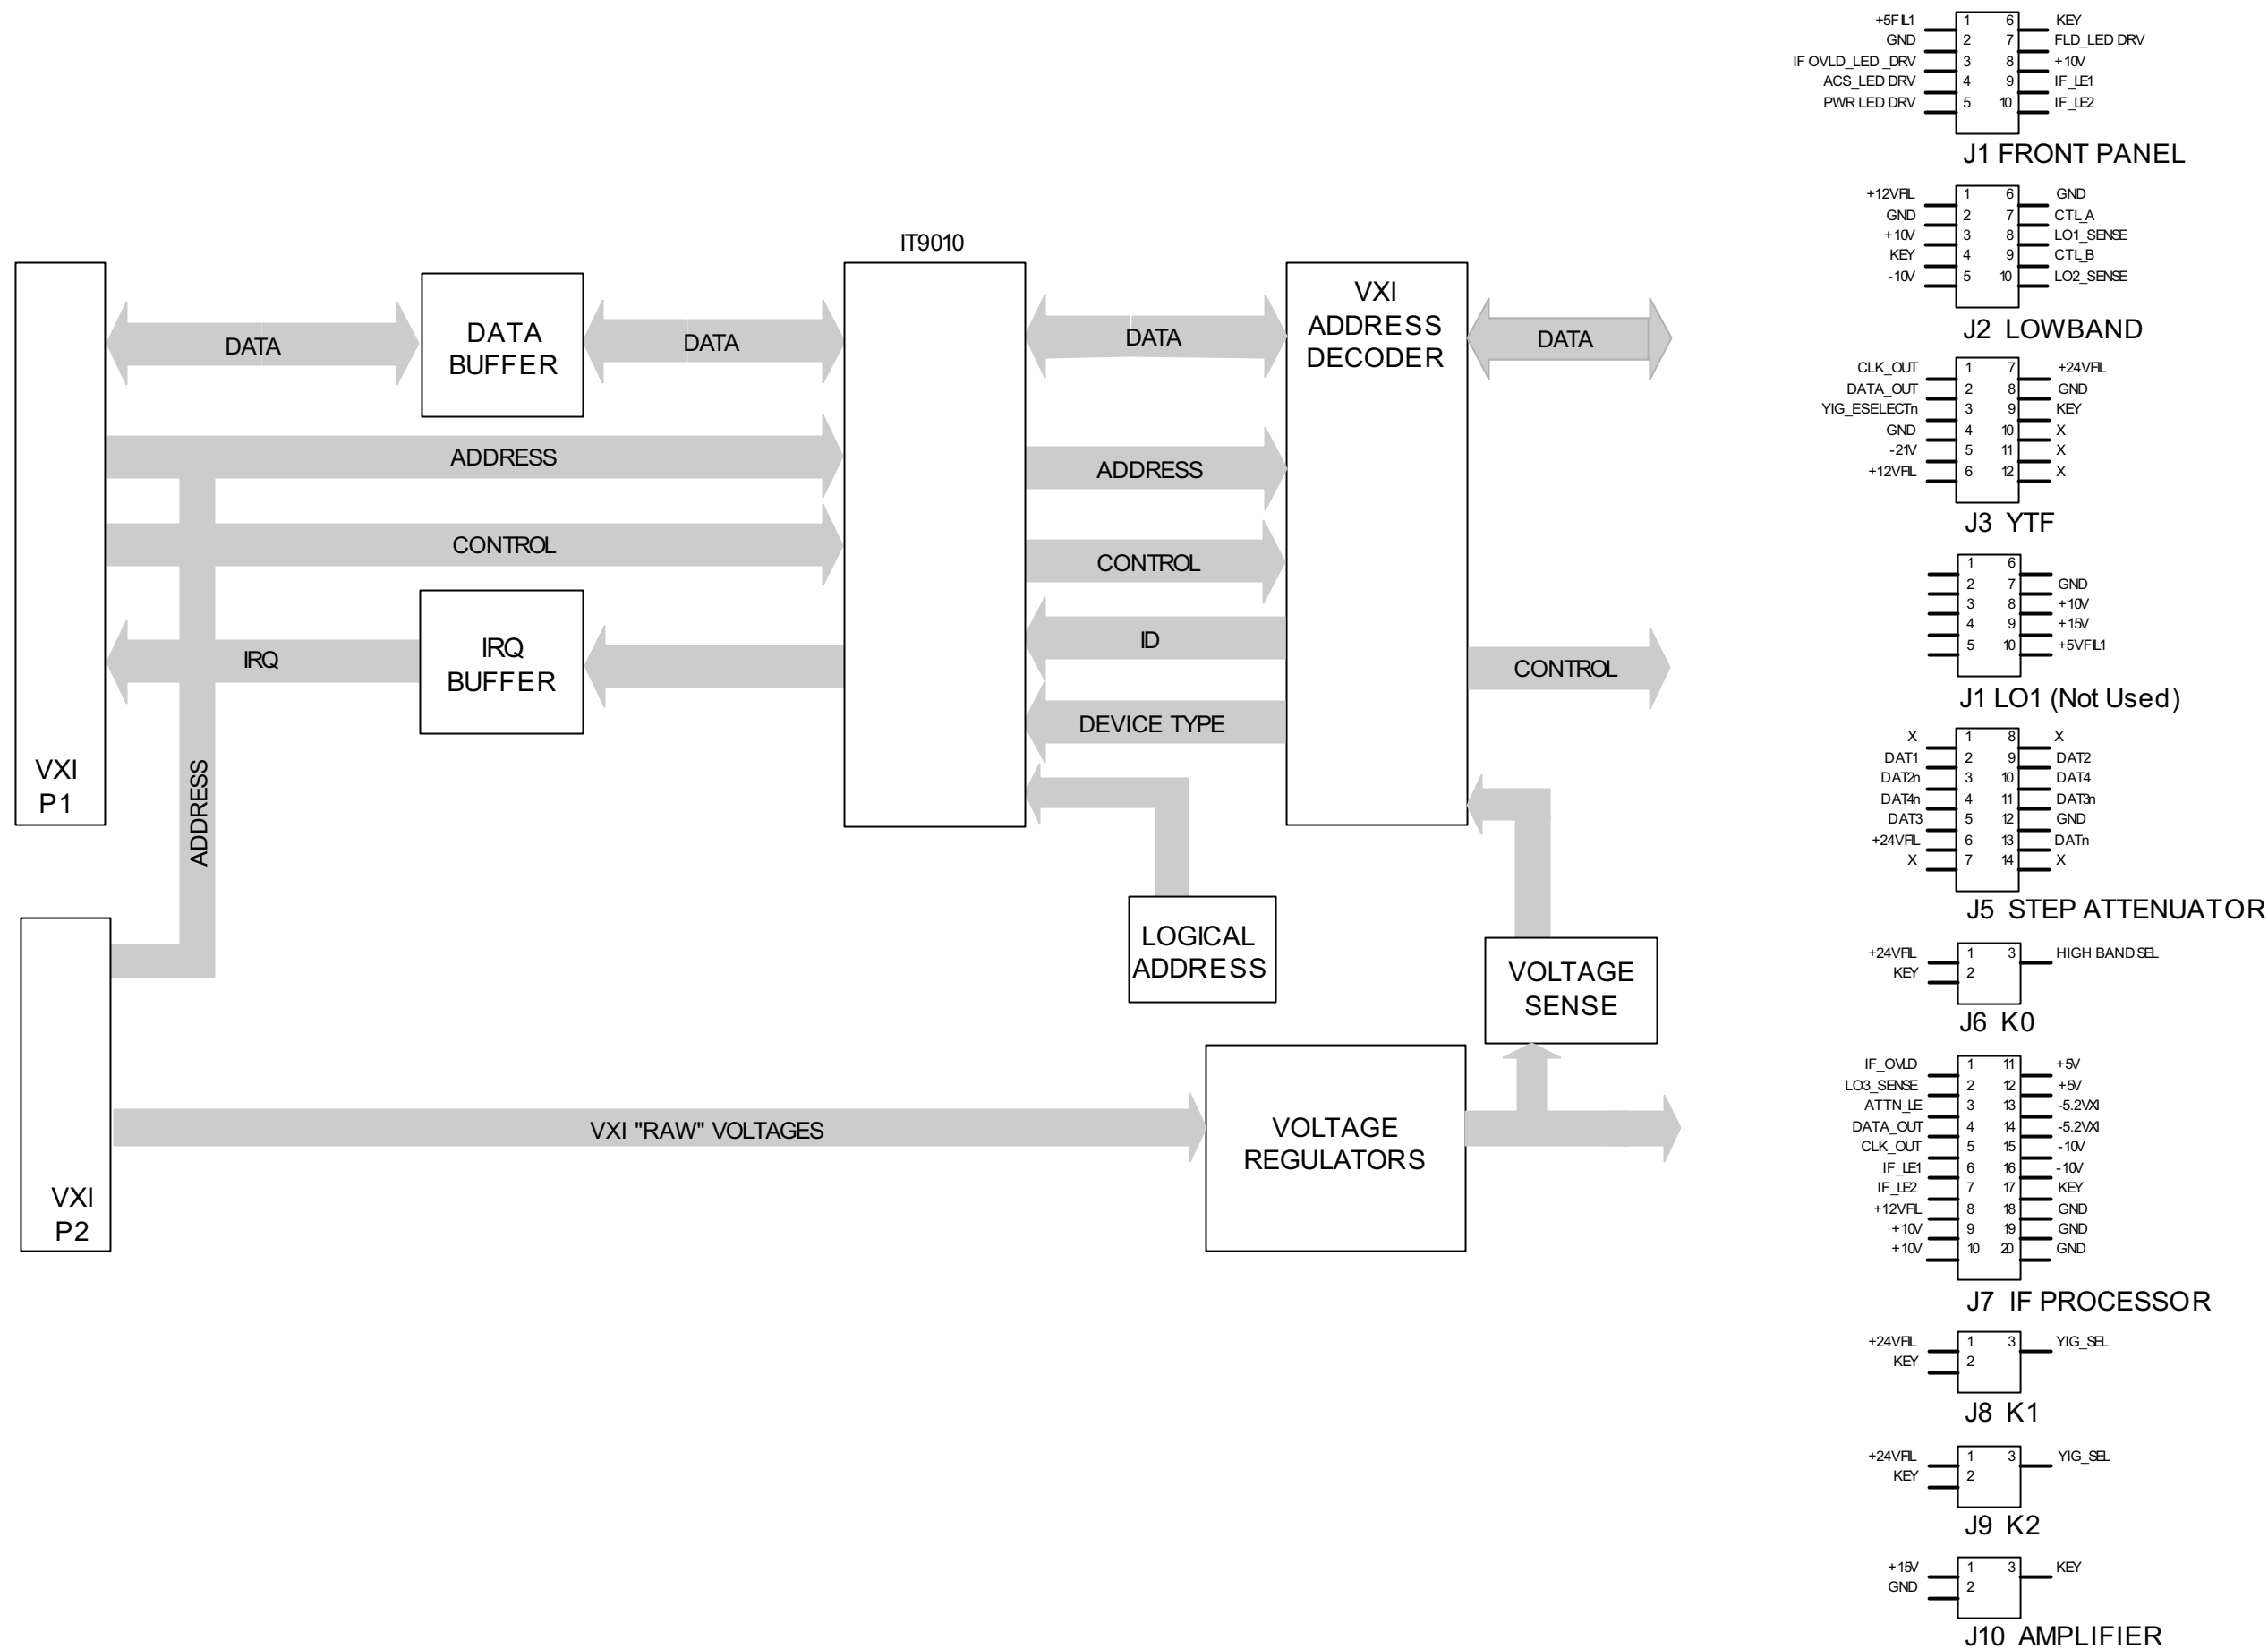 IT9010
VXI
P1
DATA
DATA
BUFFER
DATA
DATA
VXI
ADDRESS
DECODER
DATA
ADDRESS
ADDRESS
CONTROL
CONTROL
IRQ
IRQ
BUFFER
ID
CONTROL
DEVICE TYPE
ADDRESS
LOGICAL
ADDRESS
VOLTAGE
SENSE
VXI
P2
VXI "RAW" VOLTAGES
VOLTAGE
REGULATORS
+5FIL1 1 6 KEY
GND 2 7 FLD_LED DRV
IF OVLD_LED _DRV 3 8 +10V
ACS_LED DRV 4 9 IF_LE1
PWR LED DRV 5 10 IF_LE2
J1 FRONT PANEL
+12VFIL 1 6 GND
GND 2 7 CTL_A
+10V 3 8 LO1_SENSE
KEY 4 9 CTL_B
-10V 5 10 LO2_SENSE
J2 LOWBAND
CLK_OUT 1 7 +24VFIL
DATA_OUT 2 8 GND
YIG_ESELECTn 3 9 KEY
GND 4 10 X
-21V 5 11 X
+12VFIL 6 12 X
J3 YTF
1 6
2 7 GND
3 8 +10V
4 9 +15V
5 10 +5VFIL1
J1 LO1 (Not Used)
X 1 8 X
DAT1 2 9 DAT2
DAT2n 3 10 DAT4
DAT4n 4 11 DAT3n
DAT3 5 12 GND
+24VFIL 6 13 DATn
X 7 14 X
J5 STEP ATTENUATOR
+24VFIL 1 3 HIGH BAND SEL
KEY 2
J6 K0
IF_OVLD 1 11 +5V
LO3_SENSE 2 12 +5V
ATTN_LE 3 13 -5.2VXI
DATA_OUT 4 14 -5.2VXI
CLK_OUT 5 15 -10V
IF_LE1 6 16 -10V
IF_LE2 7 17 KEY
+12VFIL 8 18 GND
+10V 9 19 GND
+10V 10 20 GND
J7 IF PROCESSOR
+24VFIL 1 3 YIG_SEL
KEY 2
J8 K1
+24VFIL 1 3 YIG_SEL
KEY 2
J9 K2
+15V 1 3 KEY
GND 2
J10 AMPLIFIER